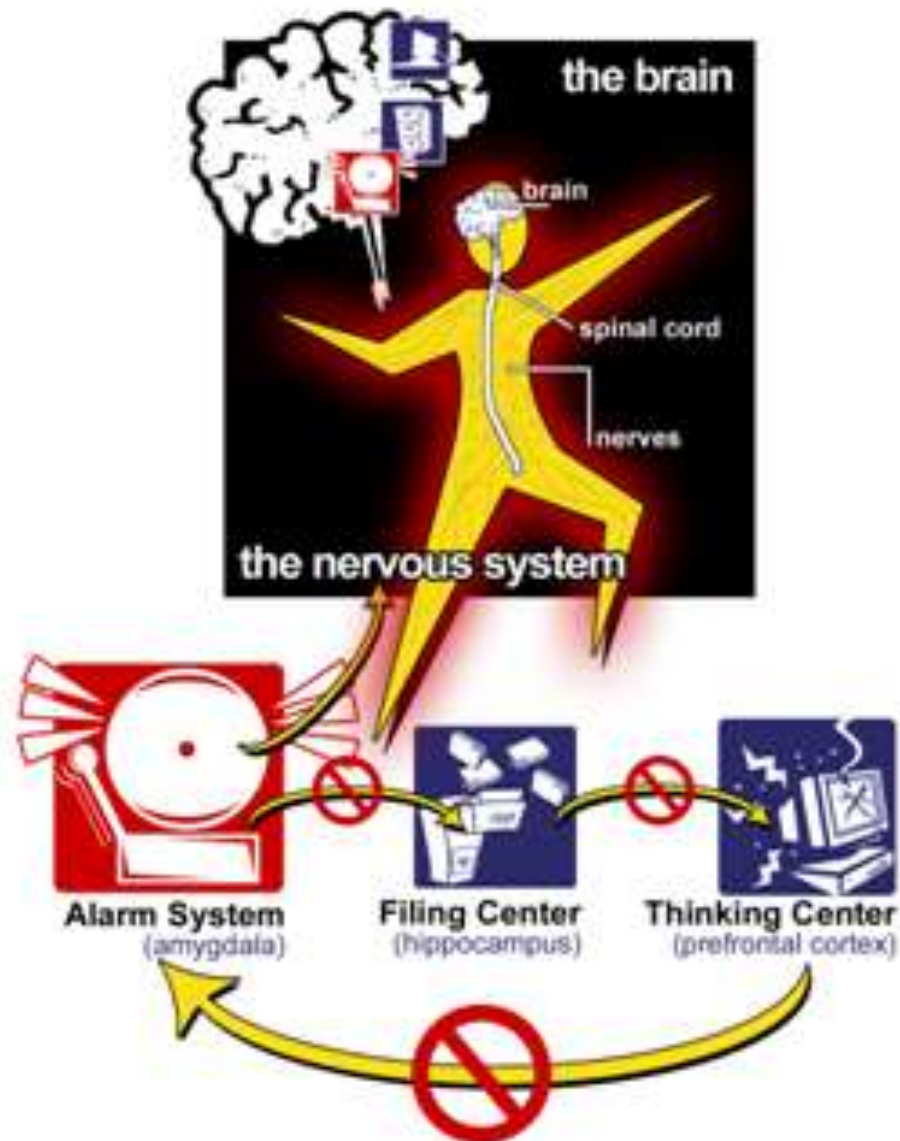 the brain
brain
spinal cord
nerves
the nervous system
Alarm System
(amygdala)
Filing Center
(hippocampus)
Thinking Center
(prefrontal cortex)